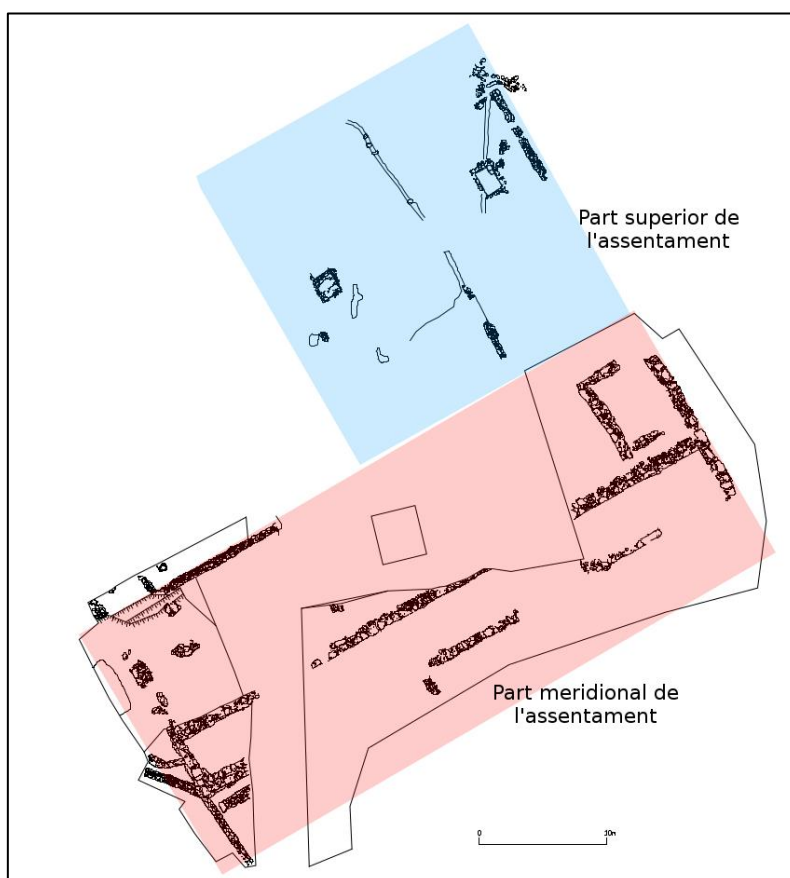 Part superior de
l'assentament
Part meridional de
l'assentament
0 10m